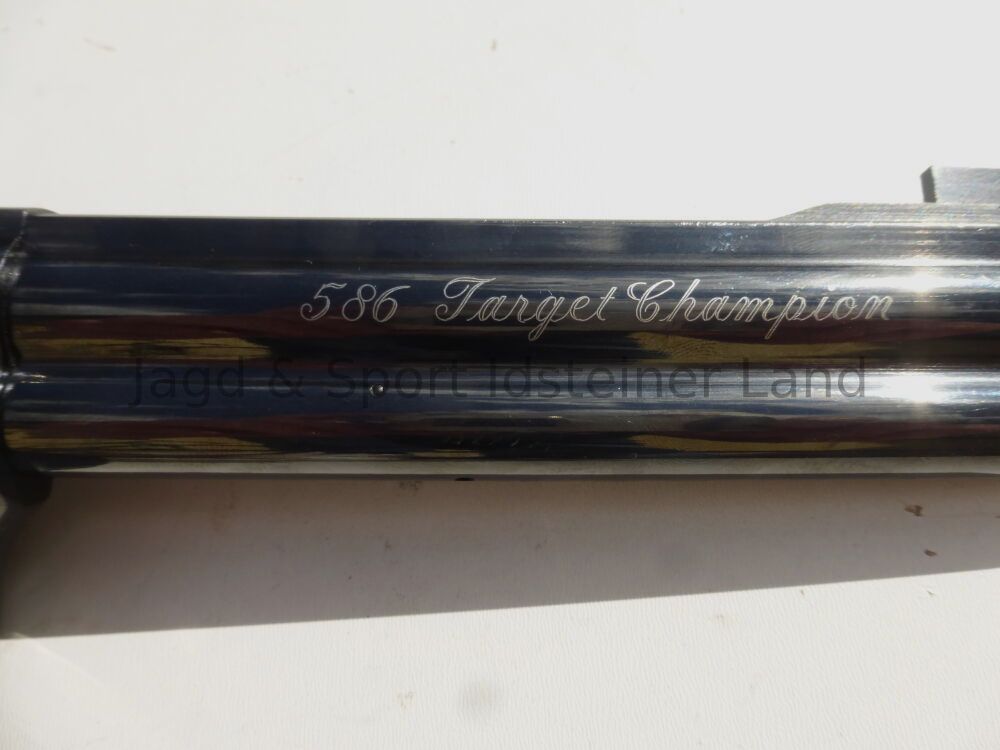 586 Target Champion
Jagd & Sport Idsteiner Land